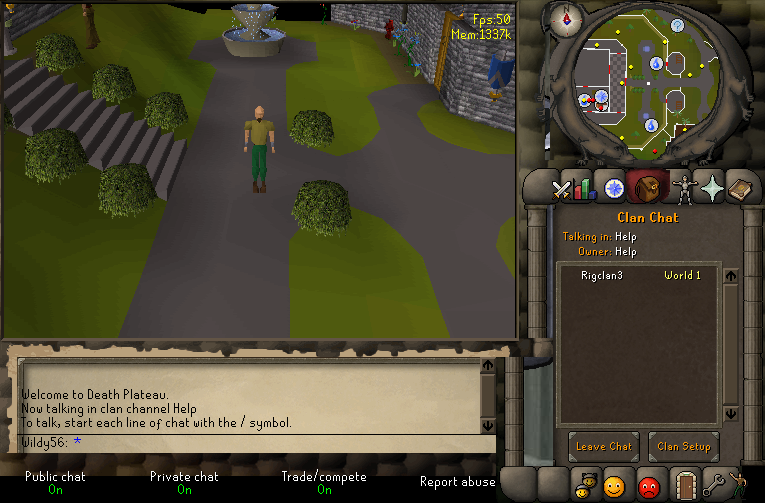 Fps:50
Mem:1337k
Clan Chat
Talking in: Help
Owner: Help
Rigclan3 World 1
Leave Chat Clan Setup
Welcome to Death Plateau.
Now talking in clan channel Help
To talk, start each line of chat with the / symbol.
Wildy56: *
Public chat Private chat Trade/compete Report abuse
On On On